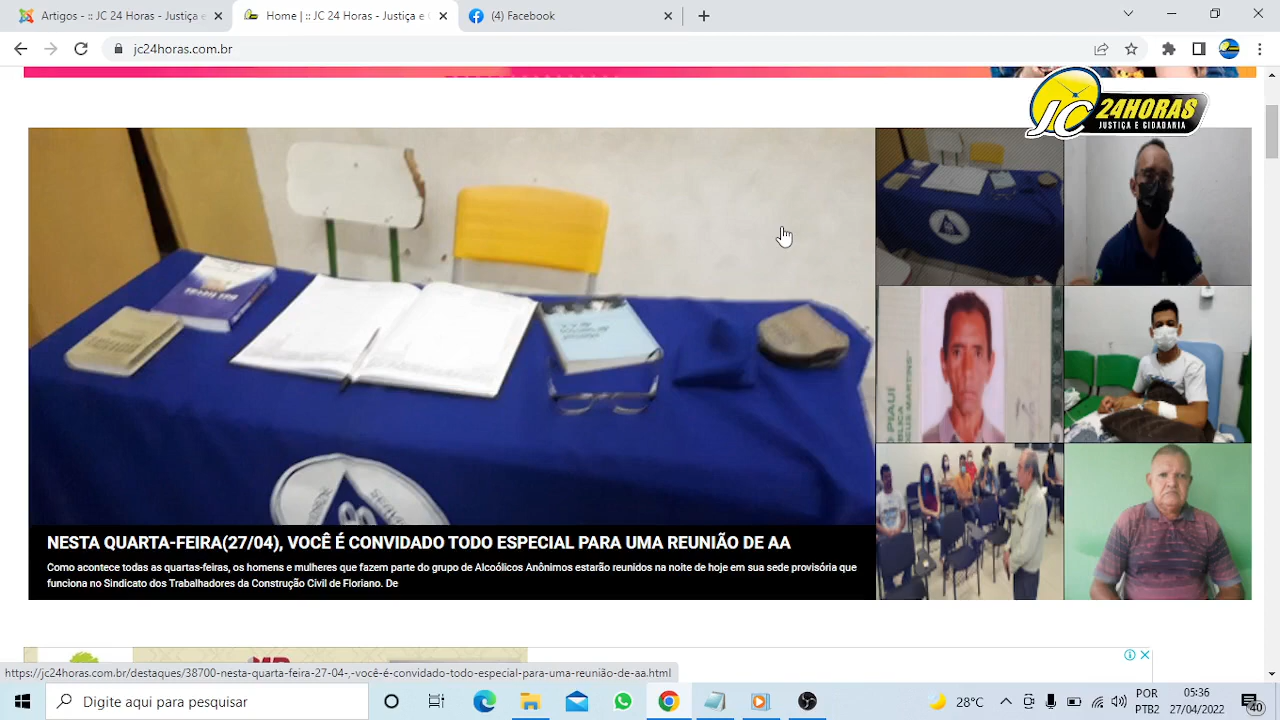 Artigos - :: JC 24 Horas - Justiça e
Home | :: JC 24 Horas - Justiça e C
(4) Facebook
jc24horas.com.br
JC 24HORAS
JUSTIÇA E CIDADANIA
NESTA QUARTA-FEIRA(27/04), VOCÊ É CONVIDADO TODO ESPECIAL PARA UMA REUNIÃO DE AA
Como acontece todas as quartas-feiras, os homens e mulheres que fazem parte do grupo de Alcoólicos Anônimos estarão reunidos na noite de hoje em sua sede provisória que
funciona no Sindicato dos Trabalhadores da Construção Civil de Floriano. De
https://jc24horas.com.br/destaques/38700-nesta-quarta-feira-27-04-,-você-é-convidado-todo-especial-para-uma-reunião-de-aa.html
Digite aqui para pesquisar
28°C
POR
PTB2
05:36
27/04/2022
40